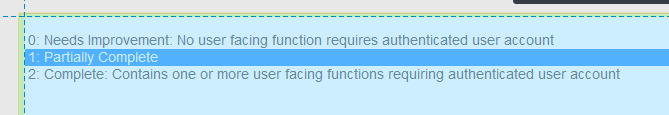 0: Needs Improvement: No user facing function requires authenticated user account
1: Partially Complete
2: Complete: Contains one or more user facing functions requiring authenticated user account